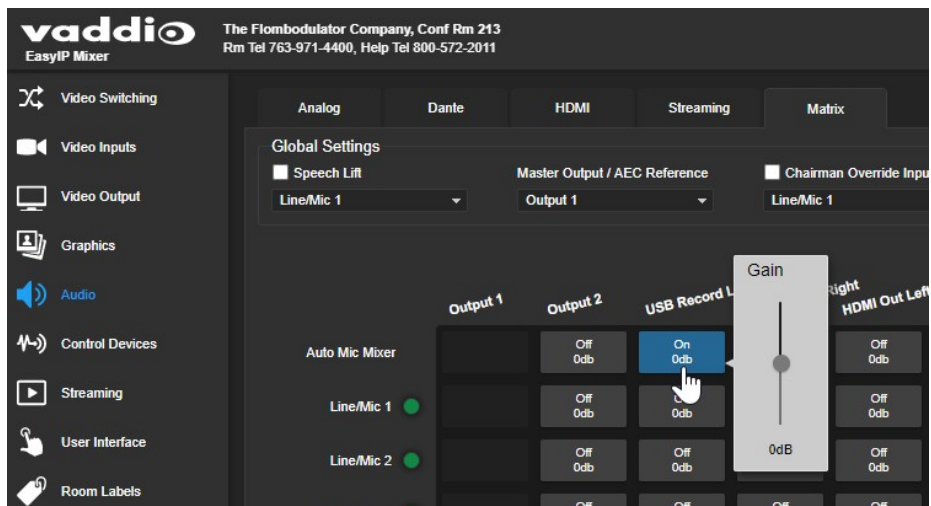 vaddio
EasyIP Mixer
The Flombodulator Company, Conf Rm 213
Rm Tel 763-971-4400, Help Tel 800-572-2011
Video Switching
Video Inputs
Video Output
Graphics
Audio
Control Devices
Streaming
User Interface
Room Labels
Analog Dante HDMI Streaming Matrix
Global Settings
Speech Lift Master Output / AEC Reference Chairman Override Inpu
Line/Mic 1 Output 1 Line/Mic 1
Gain
Output 1 Output 2 USB Record L Right HDMI Out Left
Auto Mic Mixer Off On Off
0db 0db 0db
Line/Mic 1 Off Off
0db 0db 0db
0dB
Line/Mic 2 Off Off Off
0db 0db 0db
Off Off Off Off